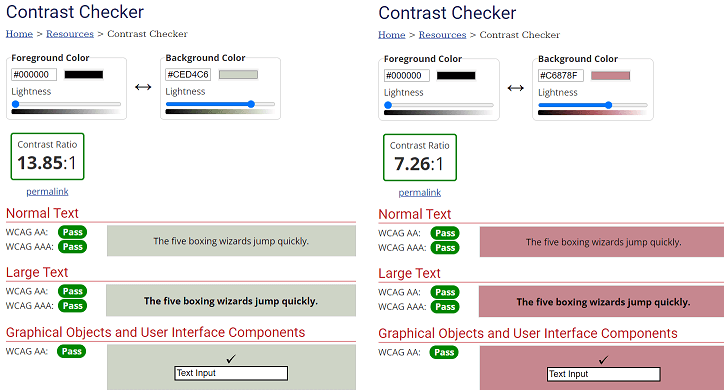 Contrast Checker
Home > Resources > Contrast Checker
Foreground Color
#000000
Lightness
Background Color
#CED4C6
Lightness
Contrast Ratio
13.85:1
permalink
Normal Text
WCAG AA: Pass
WCAG AAA: Pass
The five boxing wizards jump quickly.
Large Text
WCAG AA: Pass
WCAG AAA: Pass
The five boxing wizards jump quickly.
Graphical Objects and User Interface Components
WCAG AA: Pass
Text Input
Contrast Checker
Home > Resources > Contrast Checker
Foreground Color
#000000
Lightness
Background Color
#C6878F
Lightness
Contrast Ratio
7.26:1
permalink
Normal Text
WCAG AA: Pass
WCAG AAA: Pass
The five boxing wizards jump quickly.
Large Text
WCAG AA: Pass
WCAG AAA: Pass
The five boxing wizards jump quickly.
Graphical Objects and User Interface Components
WCAG AA: Pass
Text Input